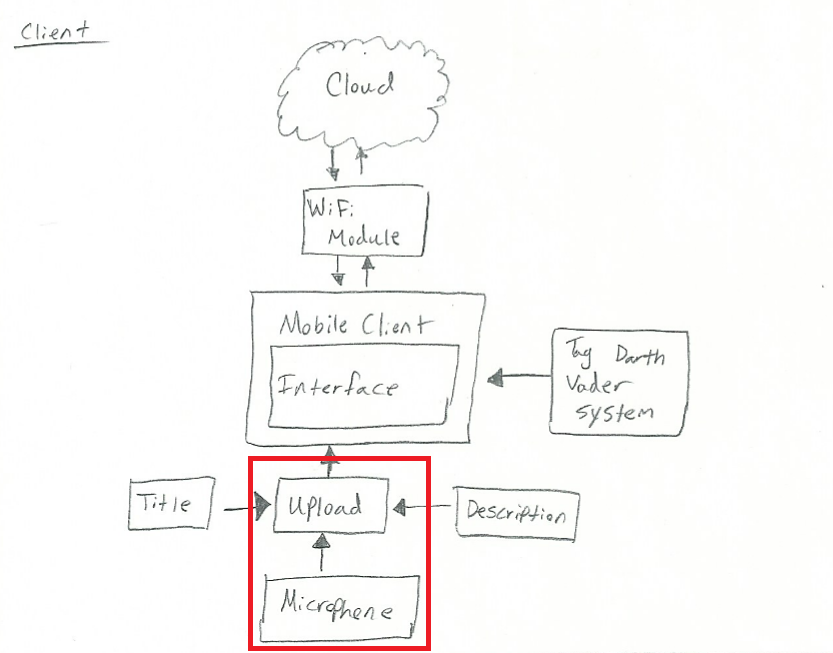 Client
Cloud
WiFi
Module
Mobile Client
Interface
Tag Darth
Vader
System
Title
Upload
Description
Microphone